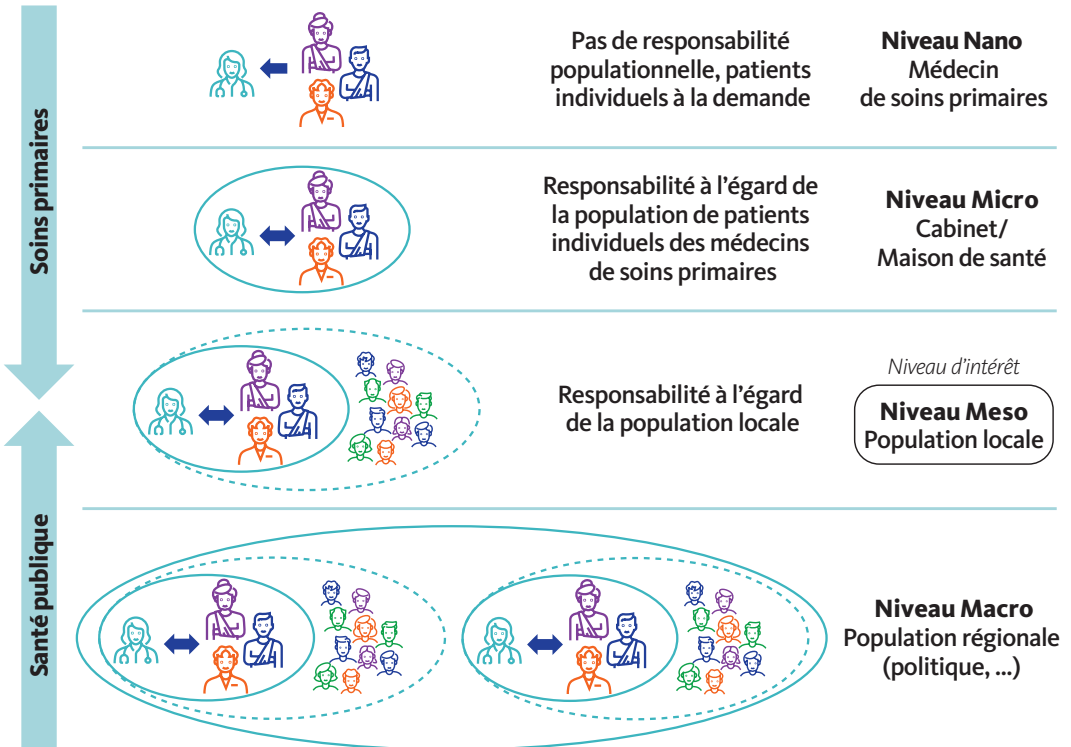 Soins primaires
Pas de responsabilité
populationnelle, patients
individuels à la demande
Niveau Nano
Médecin
de soins primaires
Responsabilité à l’égard de
la population de patients
individuels des médecins
de soins primaires
Niveau Micro
Cabinet/
Maison de santé
Responsabilité à l’égard
de la population locale
Niveau d’intérêt
Niveau Meso
Population locale
Santé publique
Niveau Macro
Population régionale
(politique, ...)